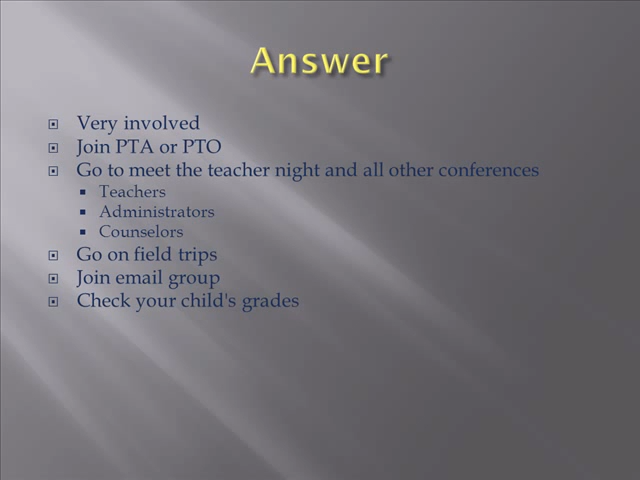 Answer
Very involved
Join PTA or PTO
Go to meet the teacher night and all other conferences
Teachers
Administrators
Counselors
Go on field trips
Join email group
Check your child's grades